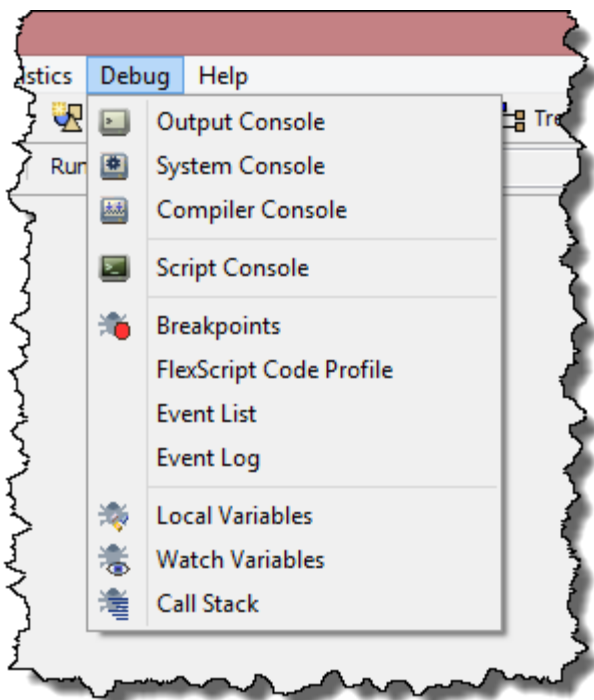 istics Debug Help
Output Console
Tre
System Console
Run
Compiler Console
Script Console
Breakpoints
FlexScript Code Profile
Event List
Event Log
Local Variables
Watch Variables
Call Stack